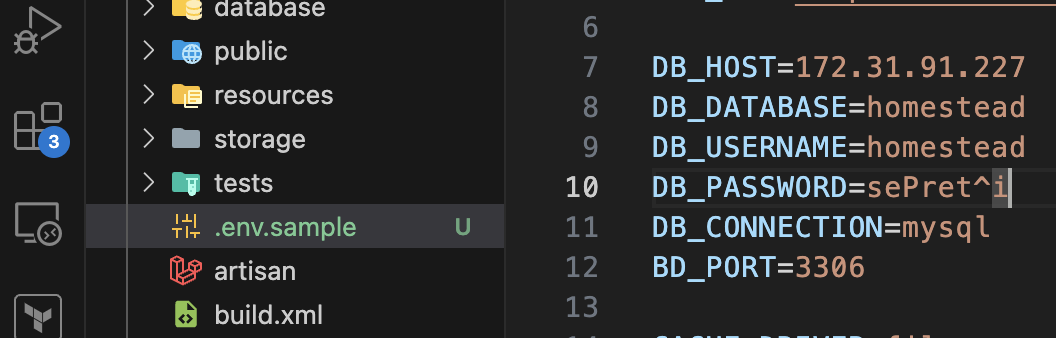 database
public
resources
storage
tests
.env.sample U
artisan
build.xml
3
6
7 DB_HOST=172.31.91.227
8 DB_DATABASE=homestead
9 DB_USERNAME=homestead
10 DB_PASSWORD=sePret^i
11 DB_CONNECTION=mysql
12 BD_PORT=3306
13